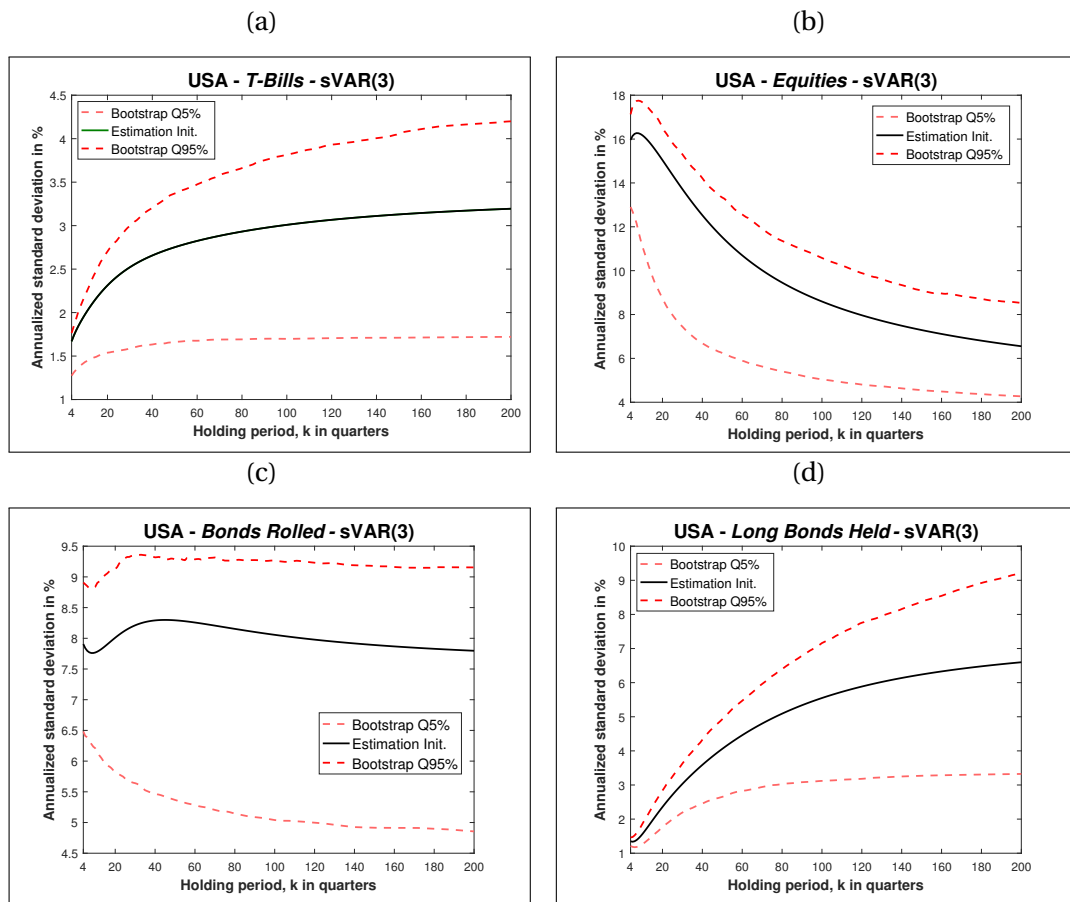 (a)
USA - T-Bills - sVAR(3)
Bootstrap Q5%
Estimation Init.
Bootstrap Q95%
Annualized standard deviation in %
4.5
4
3.5
3
2.5
2
1.5
1
4 20 40 60 80 100 120 140 160 180 200
Holding period, k in quarters
(b)
USA - Equities - sVAR(3)
Bootstrap Q5%
Estimation Init.
Bootstrap Q95%
Annualized standard deviation in %
18
16
14
12
10
8
6
4
4 20 40 60 80 100 120 140 160 180 200
Holding period, k in quarters
(c)
USA - Bonds Rolled - sVAR(3)
Annualized standard deviation in %
9.5
9
8.5
8
7.5
7
6.5
6
5.5
5
4.5
Bootstrap Q5%
Estimation Init.
Bootstrap Q95%
4 20 40 60 80 100 120 140 160 180 200
Holding period, k in quarters
(d)
USA - Long Bonds Held - sVAR(3)
Bootstrap Q5%
Estimation Init.
Bootstrap Q95%
Annualized standard deviation in %
10
9
8
7
6
5
4
3
2
1
4 20 40 60 80 100 120 140 160 180 200
Holding period, k in quarters